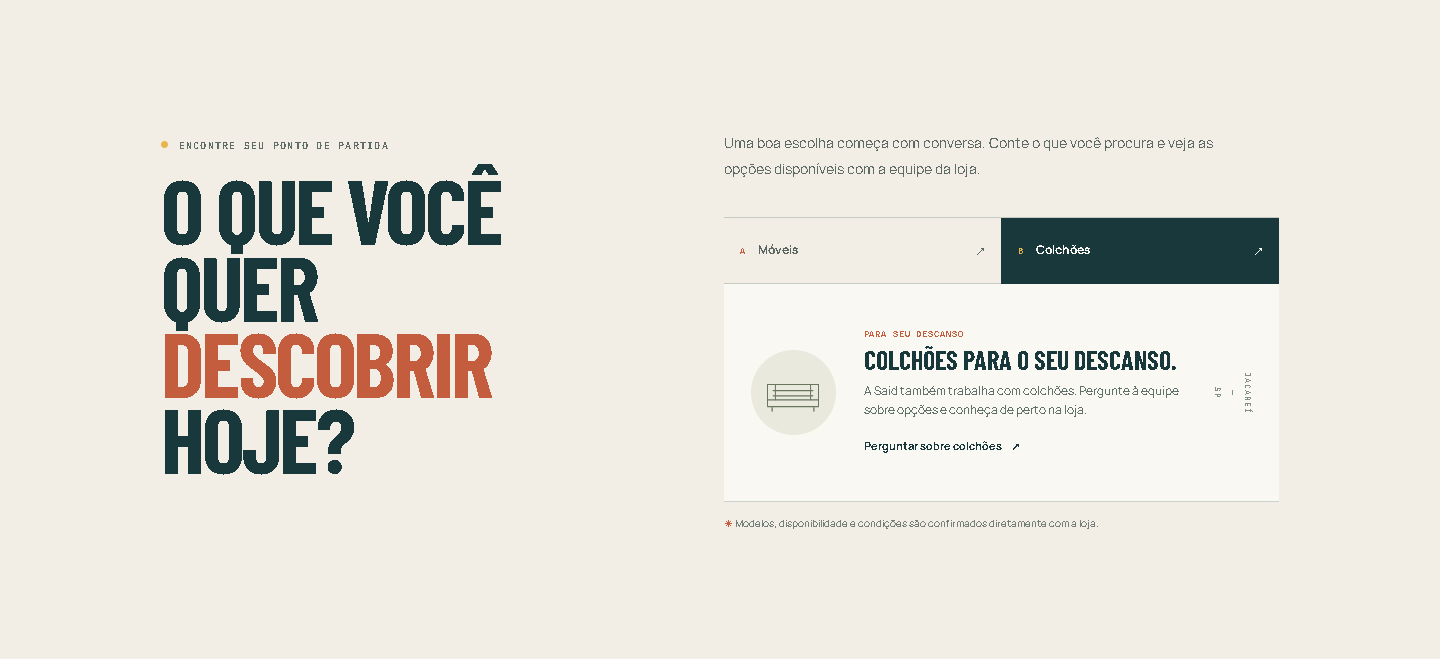 ENCONTRE SEU PONTO DE PARTIDA
O QUE VOCÊ
QUER
DESCOBRIR
HOJE?
Uma boa escolha começa com conversa. Conte o que você procura e veja as
opções disponíveis com a equipe da loja.
A Móveis ↗
B Colchões ↗
PARA SEU DESCANSO
COLCHÕES PARA O SEU DESCANSO.
A Said também trabalha com colchões. Pergunte à equipe
sobre opções e conheça de perto na loja.
Perguntar sobre colchões ↗
JACAREÍ
—
SP
✳ Modelos, disponibilidade e condições são confirmados diretamente com a loja.